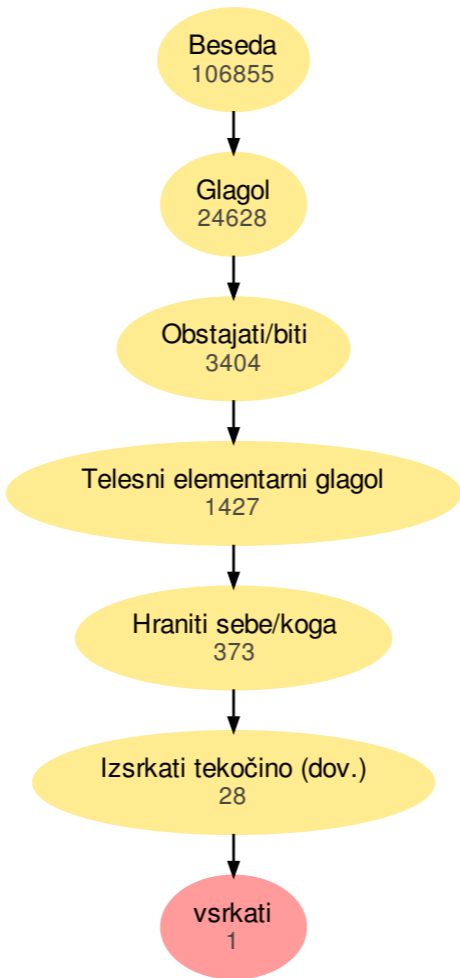 Beseda
106855
Glagol
24628
Obstajati/biti
3404
Telesni elementarni glagol
1427
Hraniti sebe/koga
373
Izsrkati tekočino (dov.)
28
vsrkati
1